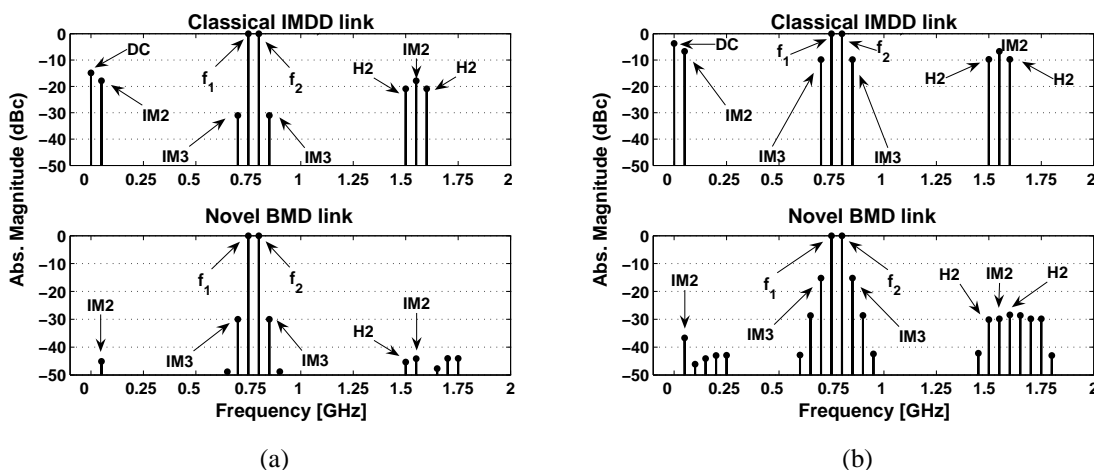 Classical IMDD link
0
−10
−20
−30
−40
−50
DC
IM2
f1
f2
IM3
IM3
IM2
H2
H2
0
0.25
0.5
0.75
1
1.25
1.5
1.75
2
Novel BMD link
0
−10
−20
−30
−40
−50
IM2
f1
f2
IM3
IM3
H2
IM2
0
0.25
0.5
0.75
1
1.25
1.5
1.75
2
Abs. Magnitude (dBc)
Frequency [GHz]
(a)
Classical IMDD link
0
−10
−20
−30
−40
−50
DC
IM2
f1
f2
IM3
IM3
IM2
H2
H2
0
0.25
0.5
0.75
1
1.25
1.5
1.75
2
Novel BMD link
0
−10
−20
−30
−40
−50
IM2
f1
f2
IM3
IM3
H2
IM2
H2
0
0.25
0.5
0.75
1
1.25
1.5
1.75
2
Abs. Magnitude (dBc)
Frequency [GHz]
(b)